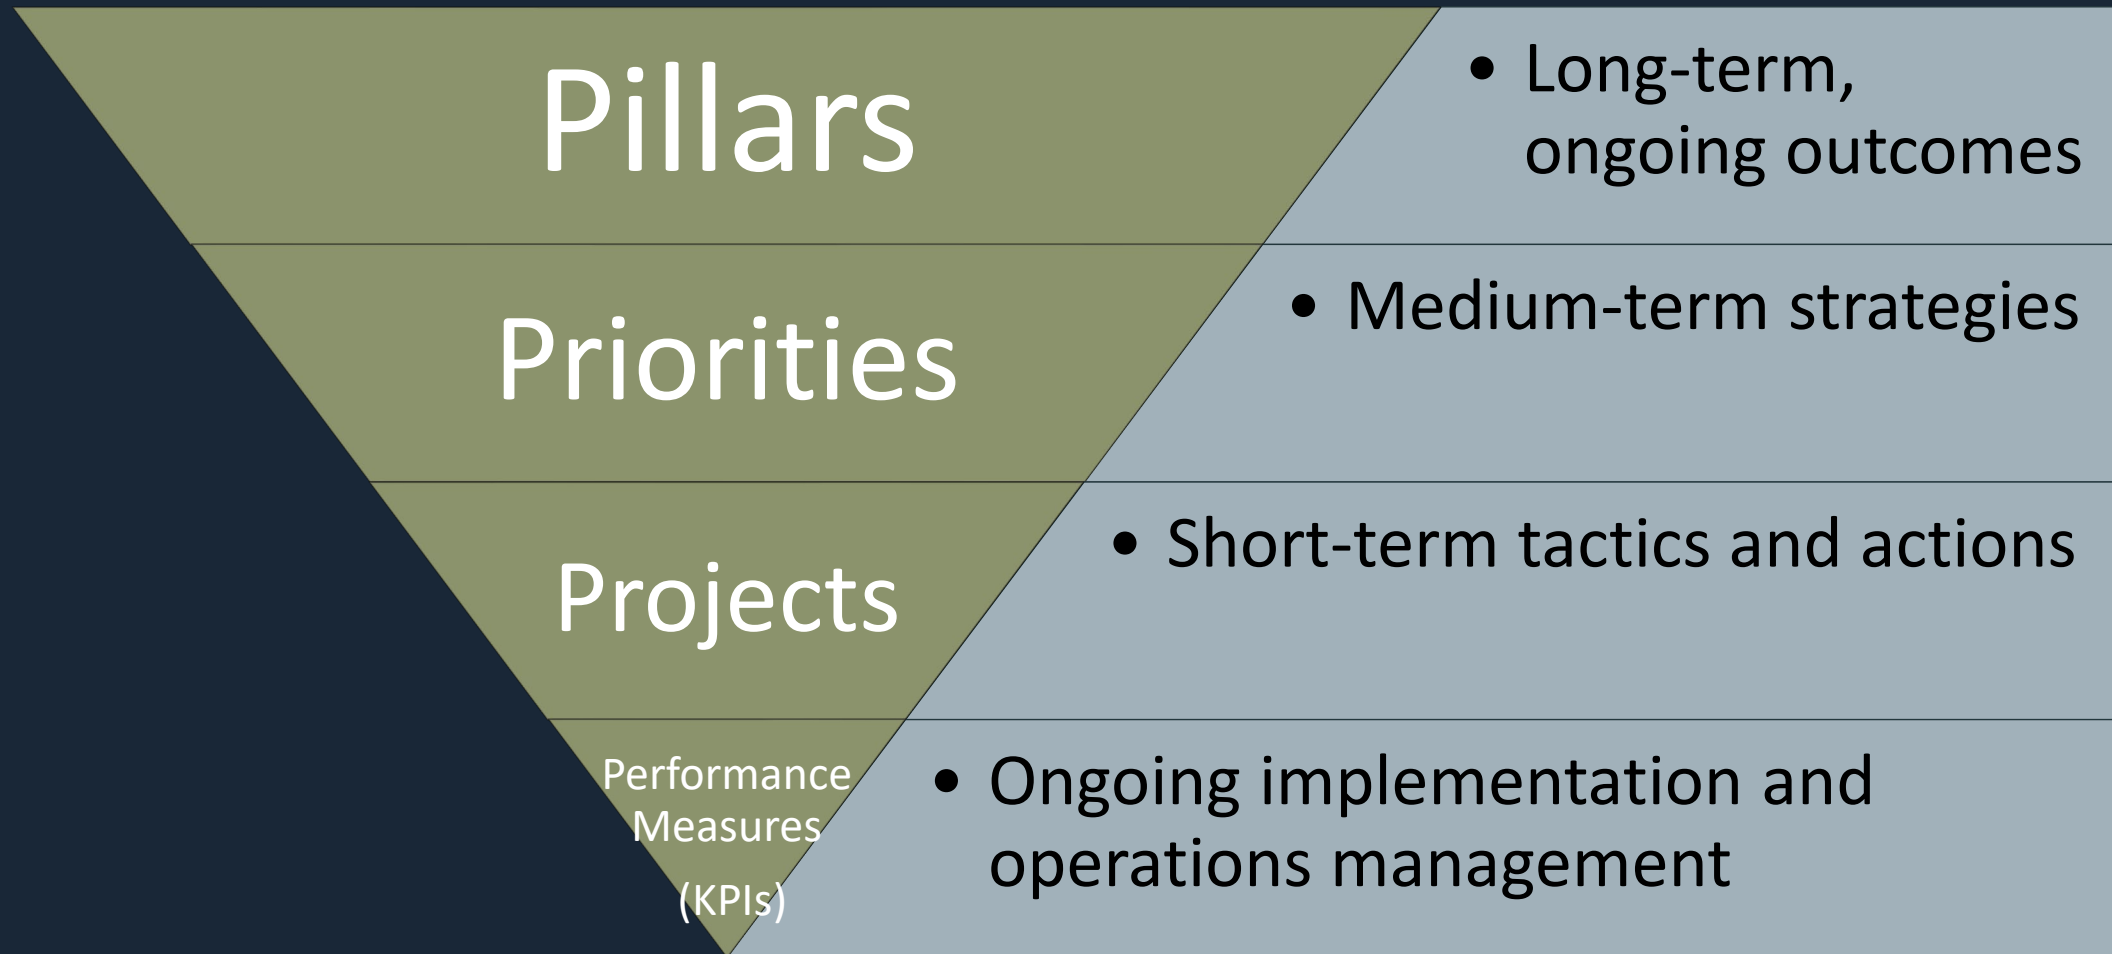 Pillars
• Long-term,
ongoing outcomes
Priorities
• Medium-term strategies
Projects
• Short-term tactics and actions
Performance
Measures
(KPIs)
• Ongoing implementation and
operations management